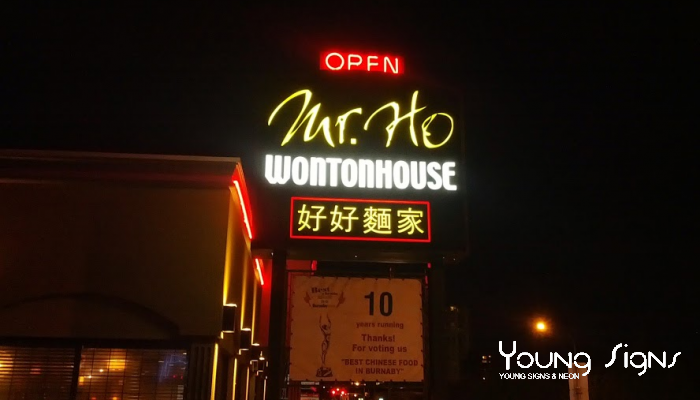 OPEN
Mr. Ho
WONTONHOUSE
好好麵家
10
years running
Thanks!
For voting us
"BEST CHINESE FOOD
IN BURNABY"
Young Signs
YOUNG SIGNS & NEON